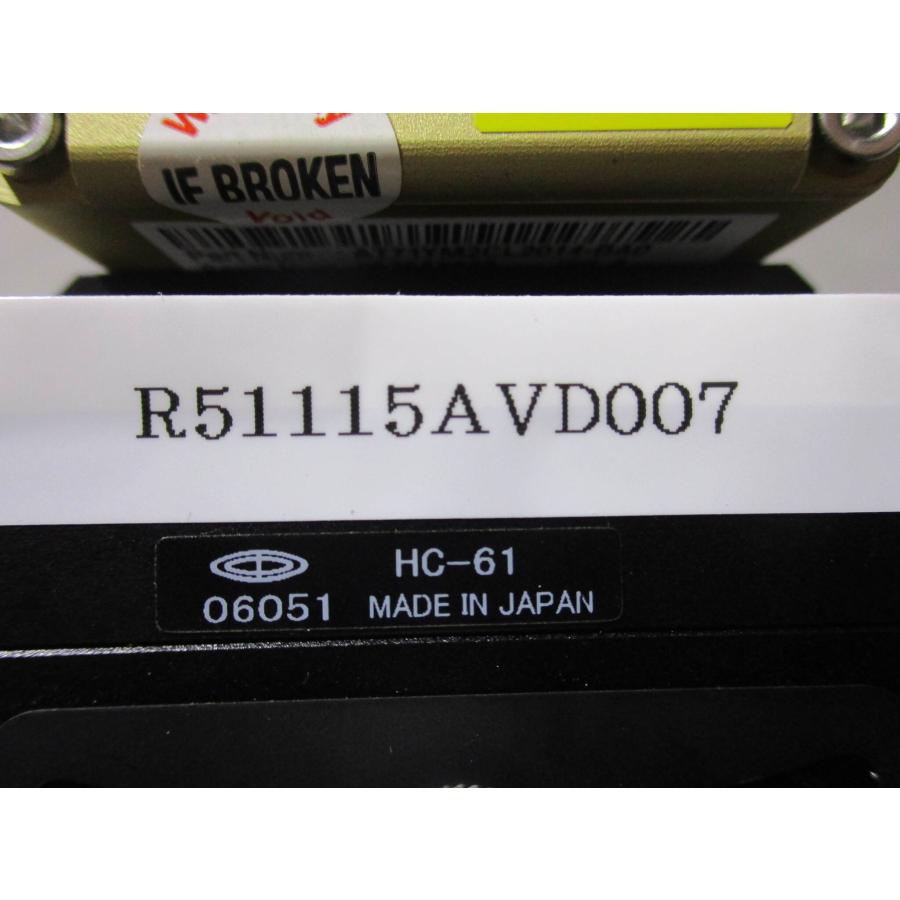 IF BROKEN
Void
R51115AVD007
HC-61
06051 MADE IN JAPAN